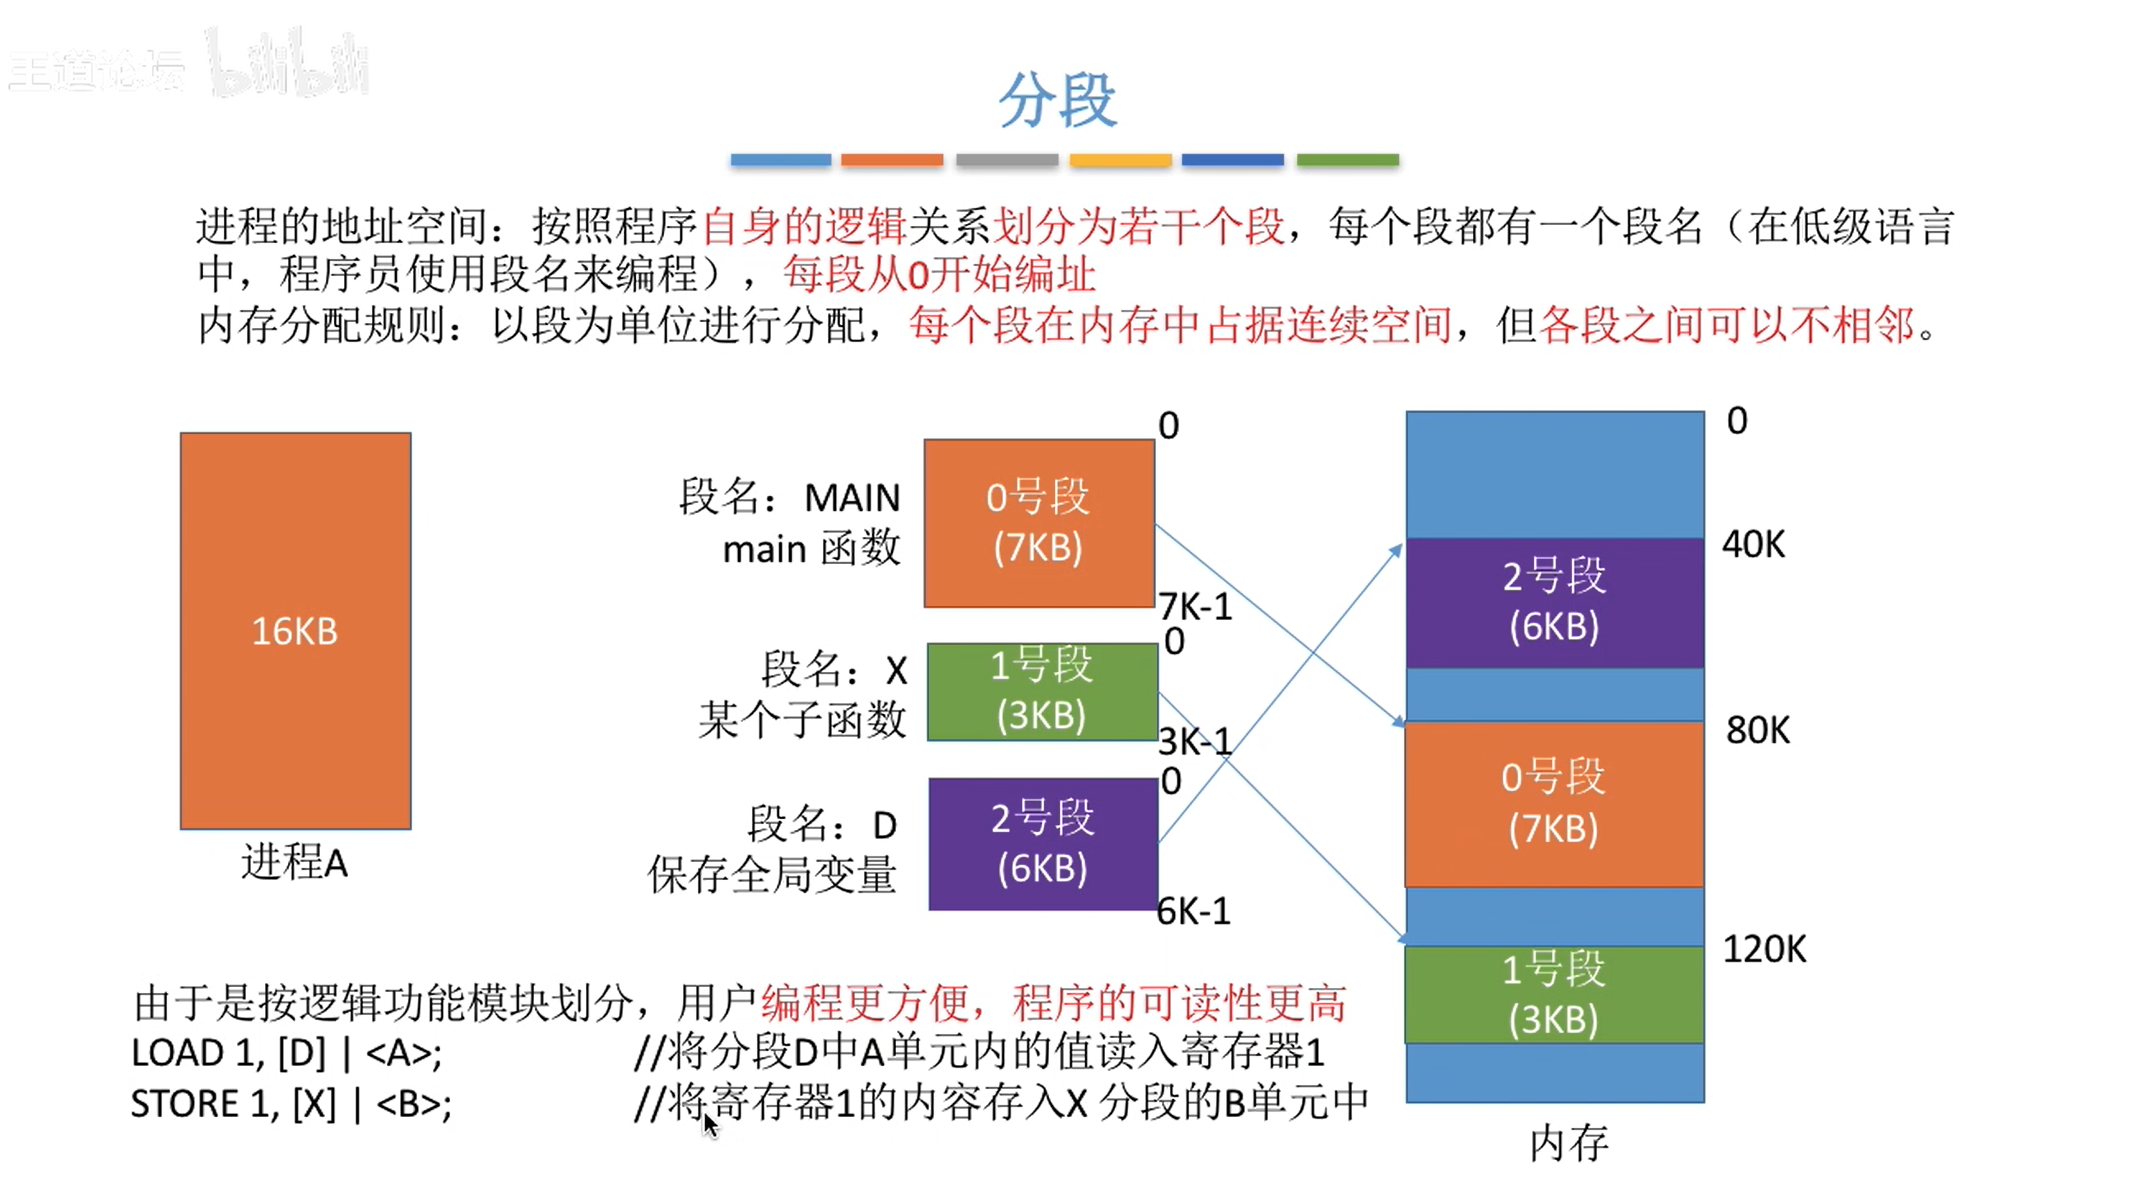 王道论坛 bilibili
分段
进程的地址空间：按照程序自身的逻辑关系划分为若干个段，每个段都有一个段名（在低级语言
中，程序员使用段名来编程），每段从0开始编址
内存分配规则：以段为单位进行分配，每个段在内存中占据连续空间，但各段之间可以不相邻。
16KB
进程A
段名：MAIN
main 函数
0号段
(7KB)
0
7K-1
段名：X
某个子函数
1号段
(3KB)
0
3K-1
段名：D
保存全局变量
2号段
(6KB)
0
6K-1
0
40K
2号段
(6KB)
80K
0号段
(7KB)
120K
1号段
(3KB)
内存
由于是按逻辑功能模块划分，用户编程更方便，程序的可读性更高
LOAD 1, [D] | <A>; //将分段D中A单元内的值读入寄存器1
STORE 1, [X] | <B>; //将寄存器1的内容存入X 分段的B单元中